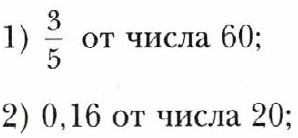 1) 3/5 от числа 60;
2) 0,16 от числа 20;